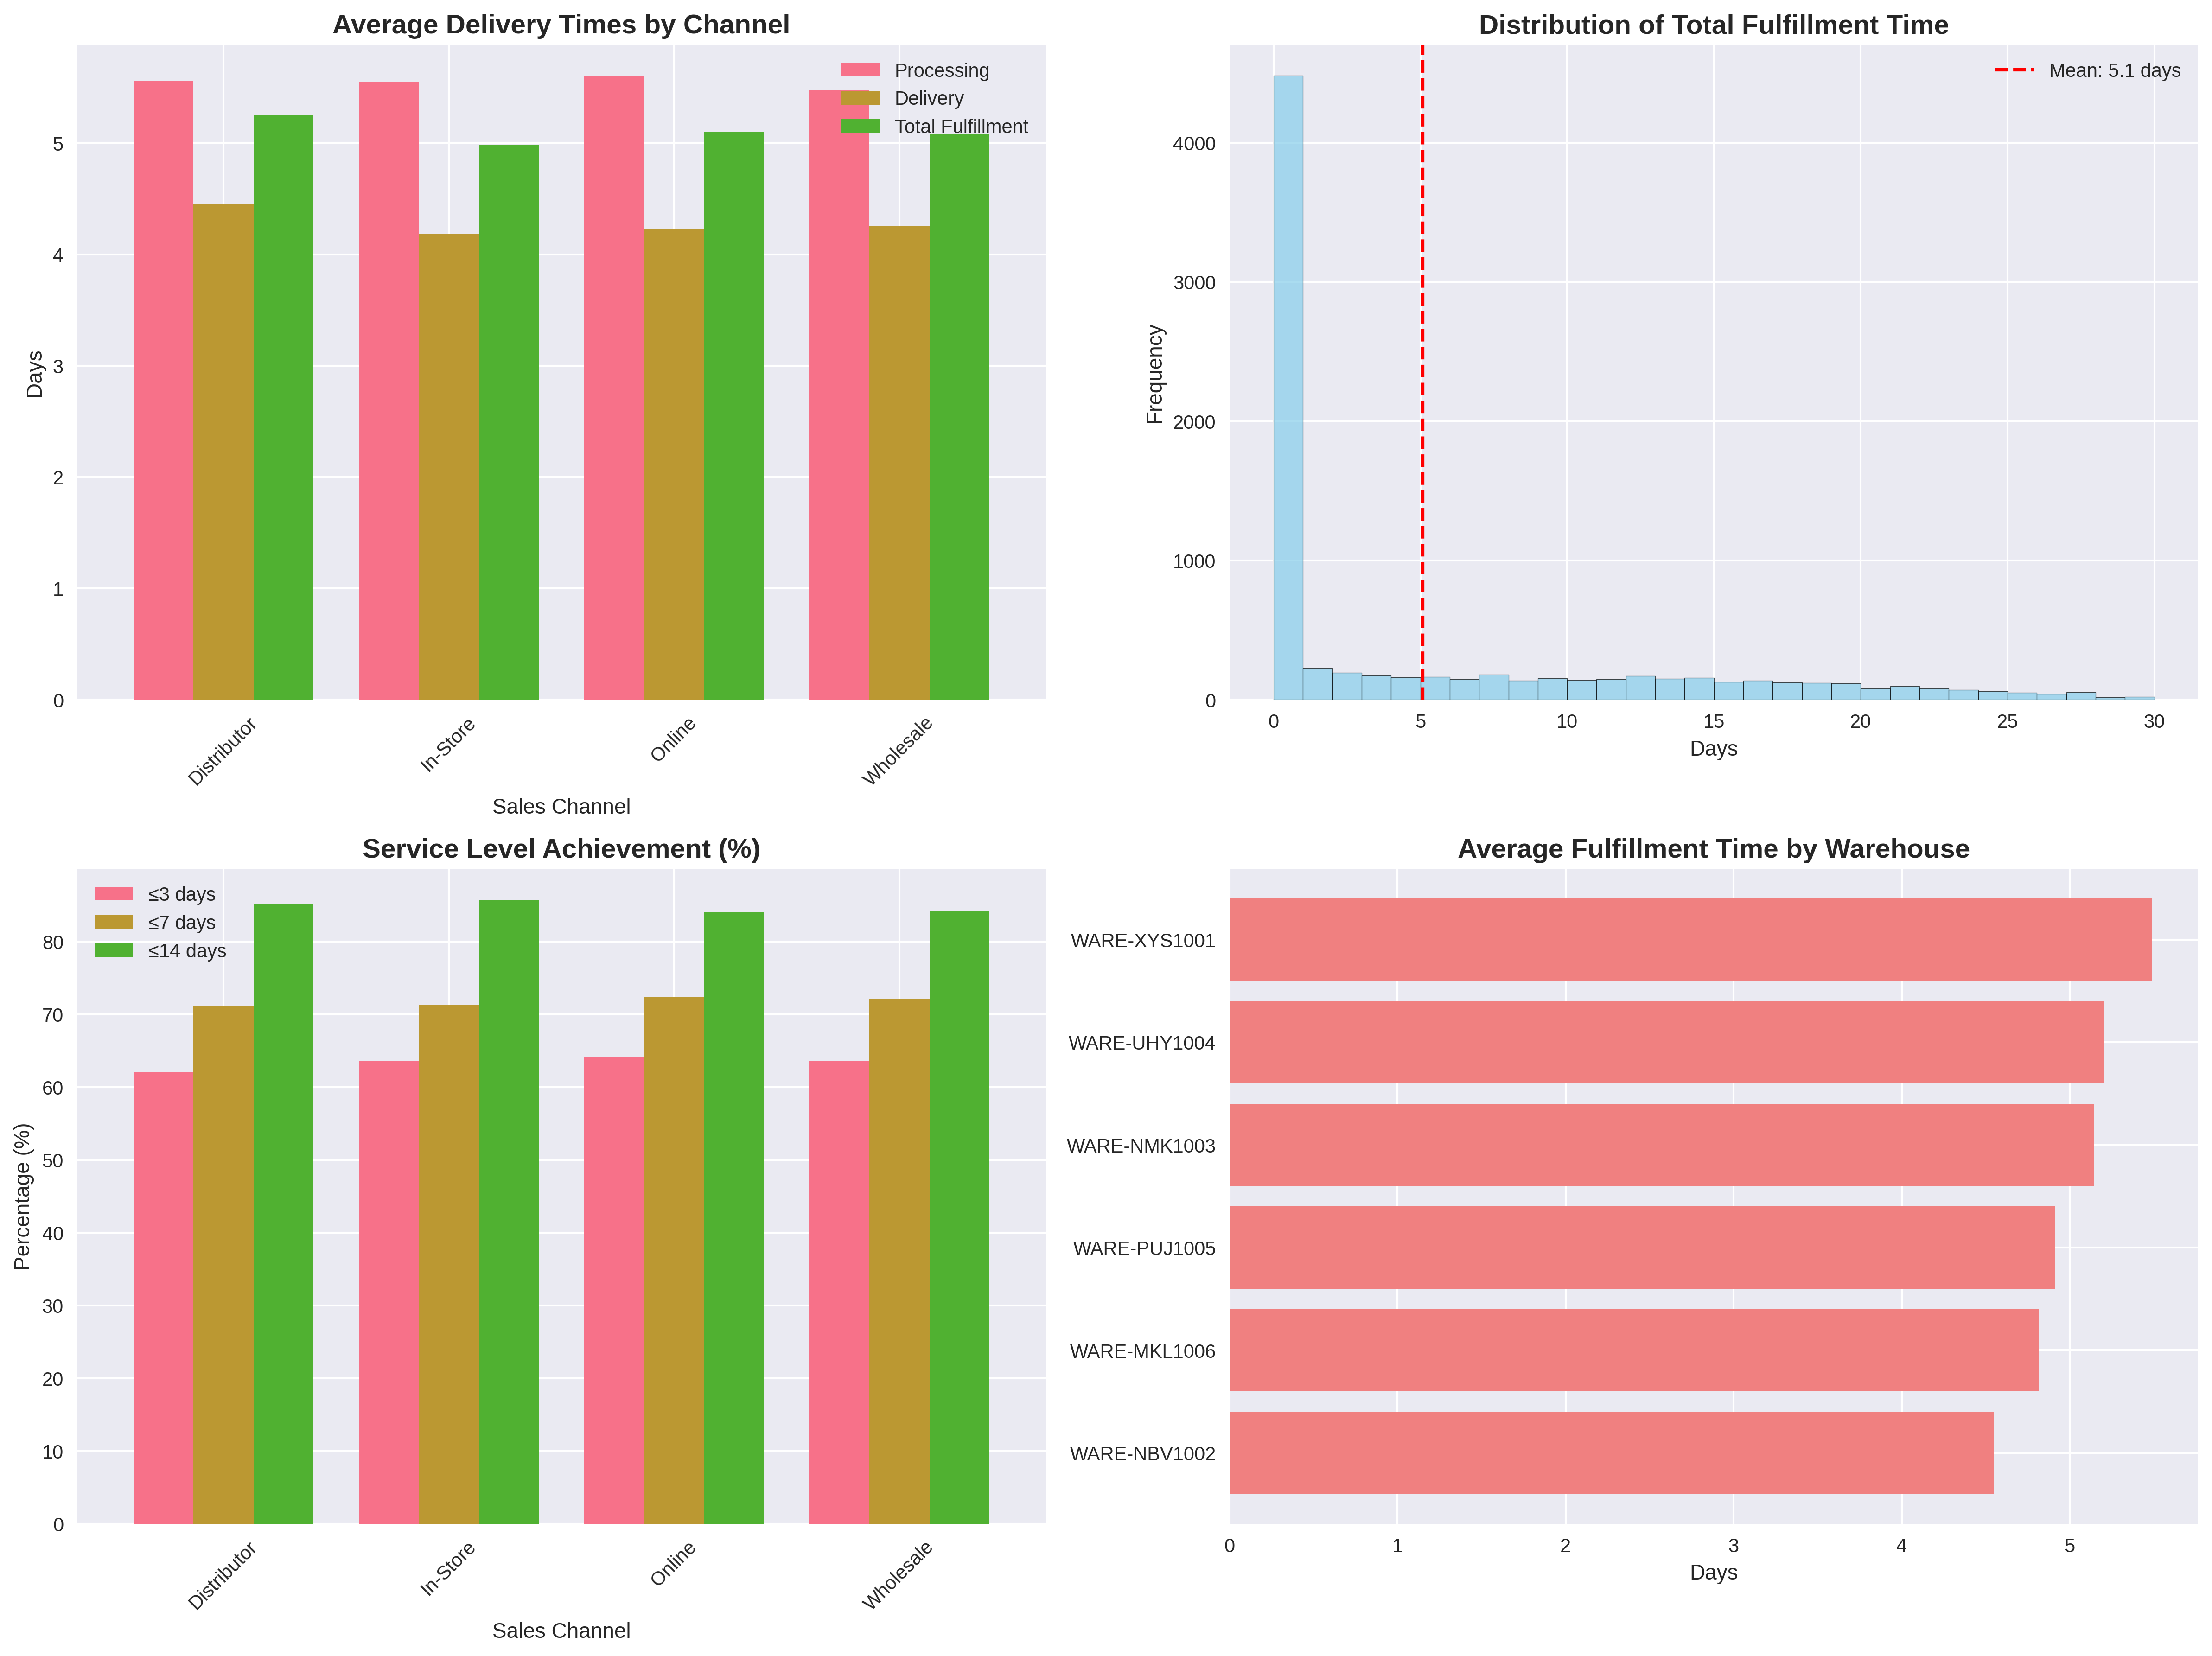 Average Delivery Times by Channel
Processing
Delivery
Total Fulfillment
Days
5
4
3
2
1
0
Distributor
In-Store
Online
Wholesale
Sales Channel
Distribution of Total Fulfillment Time
Mean: 5.1 days
Frequency
4000
3000
2000
1000
0
0
5
10
15
20
25
30
Days
Service Level Achievement (%)
≤3 days
≤7 days
≤14 days
Percentage (%)
80
70
60
50
40
30
20
10
0
Distributor
In-Store
Online
Wholesale
Sales Channel
Average Fulfillment Time by Warehouse
WARE-XYS1001
WARE-UHY1004
WARE-NMK1003
WARE-PUJ1005
WARE-MKL1006
WARE-NBV1002
0
1
2
3
4
5
Days